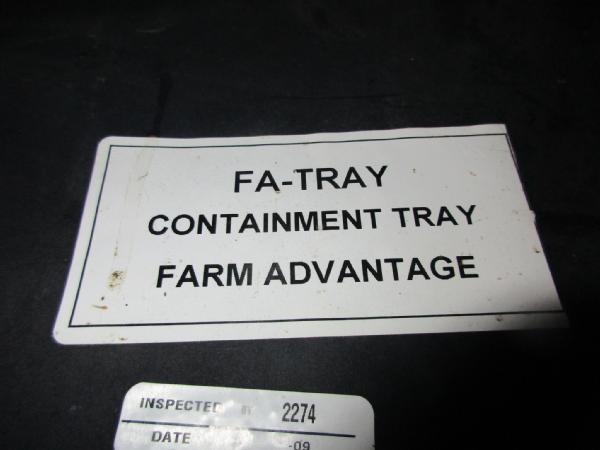 FA-TRAY
CONTAINMENT TRAY
FARM ADVANTAGE
INSPECTED BY 2274
DATE -09